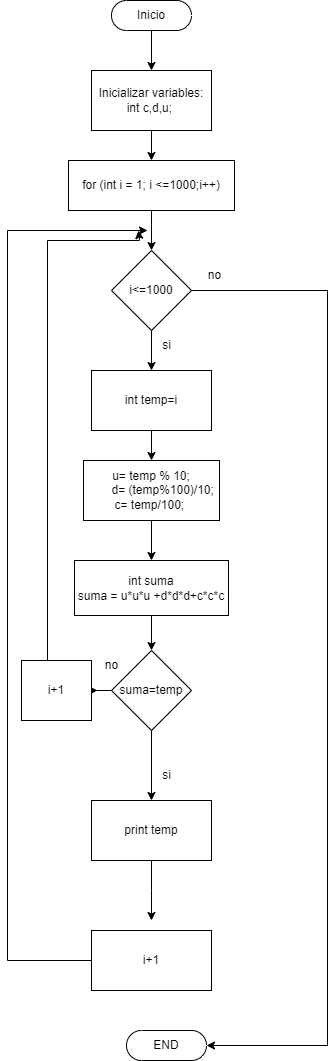 Inicio
Inicializar variables:
int c,d,u;
for (int i = 1; i <=1000;i++)
i<=1000
no
si
int temp=i
u= temp % 10;
d= (temp%100)/10;
c= temp/100;
int suma
suma = u*u*u +d*d*d+c*c*c
no
suma=temp
i+1
si
print temp
i+1
END